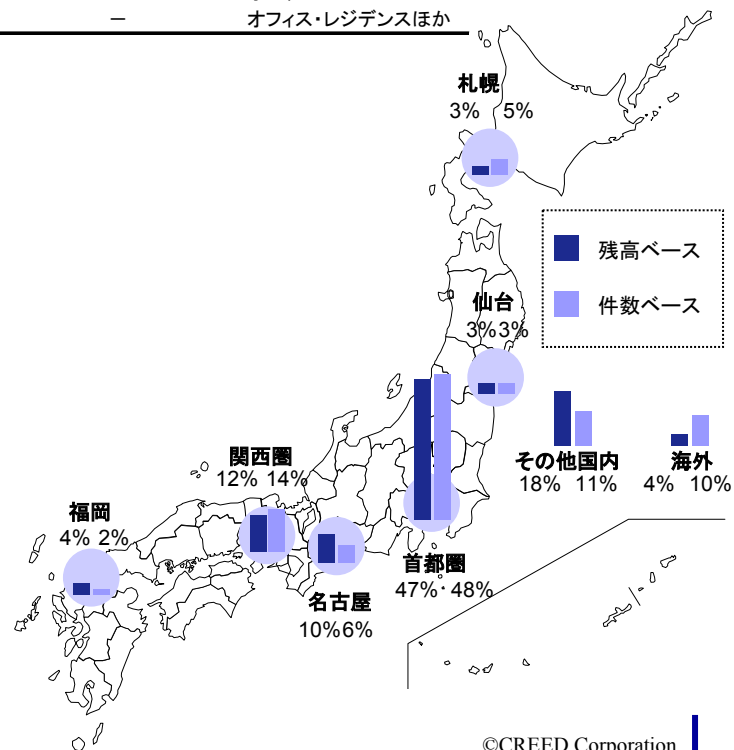 － オフィス・レジデンスほか
札幌
3% 5%
残高ベース
件数ベース
仙台
3% 3%
その他国内
18% 11%
海外
4% 10%
関西圏
12% 14%
福岡
4% 2%
首都圏
47%・48%
名古屋
10% 6%
©CREED Corporation